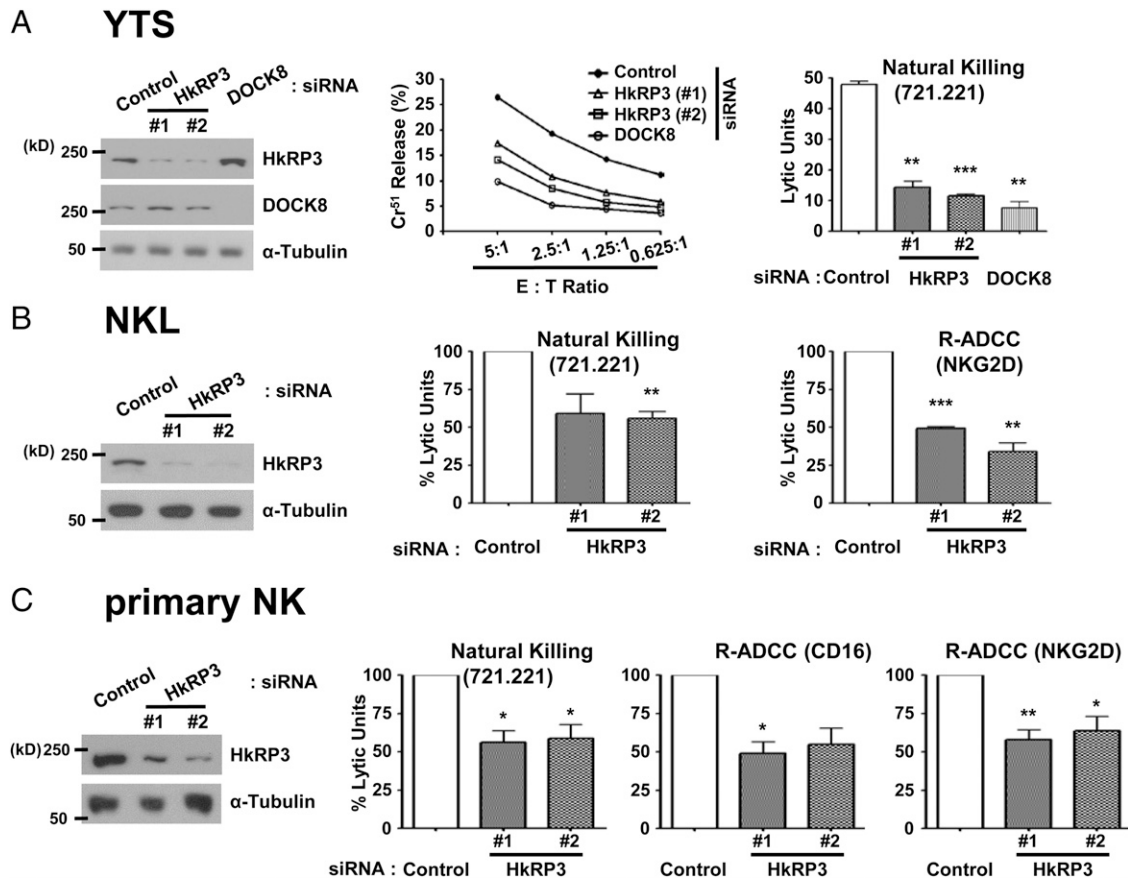 A YTS
Control HkRP3 DOCK8 : siRNA
#1 #2
(kD)
250
HkRP3
250
DOCK8
50
α-Tubulin
Cr51 Release (%)
30
25
20
15
10
5
0
5:1 2.5:1 1.25:1 0.625:1
E : T Ratio
Control
HkRP3 (#1)
HkRP3 (#2)
DOCK8
siRNA
Natural Killing
(721.221)
Lytic Units
50
40
30
20
10
0
** *** **
#1 #2
siRNA : Control HkRP3 DOCK8
B NKL
Control HkRP3 : siRNA
#1 #2
(kD)
250
HkRP3
α-Tubulin
50
Natural Killing
(721.221)
% Lytic Units
100
75
50
25
0
**
#1 #2
siRNA : Control HkRP3
R-ADCC
(NKG2D)
% Lytic Units
100
75
50
25
0
*** **
#1 #2
siRNA : Control HkRP3
C primary NK
Control HkRP3 : siRNA
#1 #2
(kD) 250
HkRP3
α-Tubulin
50
Natural Killing
(721.221)
% Lytic Units
100
75
50
25
0
* *
#1 #2
siRNA : Control HkRP3
R-ADCC (CD16)
100
75
50
25
0
*
#1 #2
Control HkRP3
R-ADCC (NKG2D)
100
75
50
25
0
** *
#1 #2
Control HkRP3